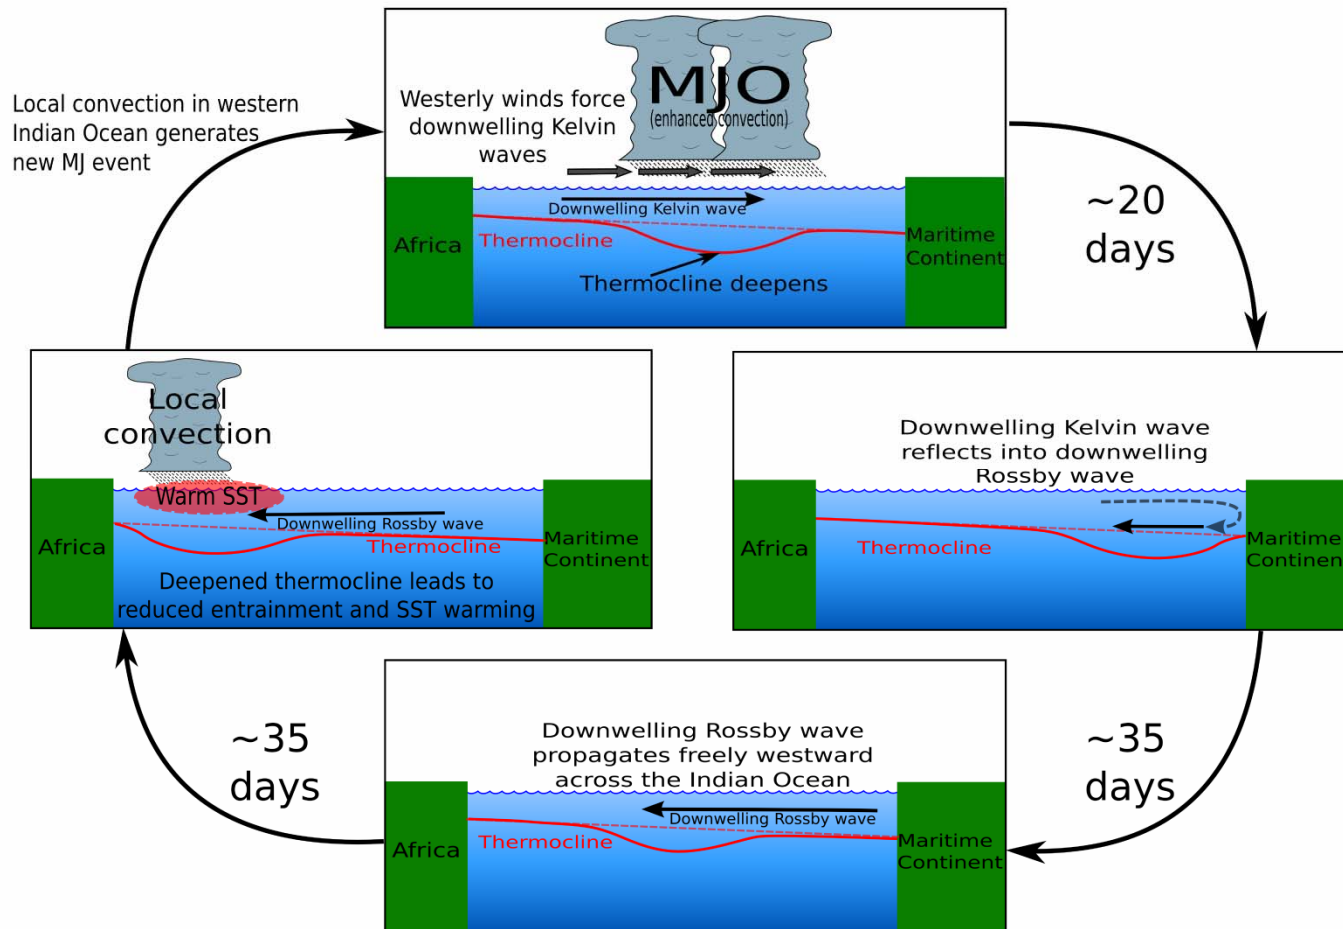 Local convection in western
Indian Ocean generates
new MJ event
Westerly winds force
downwelling Kelvin
waves
MJO
(enhanced convection)
Downwelling Kelvin wave
Africa
Thermocline
Maritime
Continent
Thermocline deepens
~20
days
Downwelling Kelvin wave
reflects into downwelling
Rossby wave
Africa
Thermocline
Maritime
Continen
~35
days
Downwelling Rossby wave
propagates freely westward
across the Indian Ocean
Downwelling Rossby wave
Africa
Thermocline
Maritime
Continent
~35
days
Local
convection
Warm SST
Downwelling Rossby wave
Africa
Thermocline
Maritime
Continent
Deepened thermocline leads to
reduced entrainment and SST warming